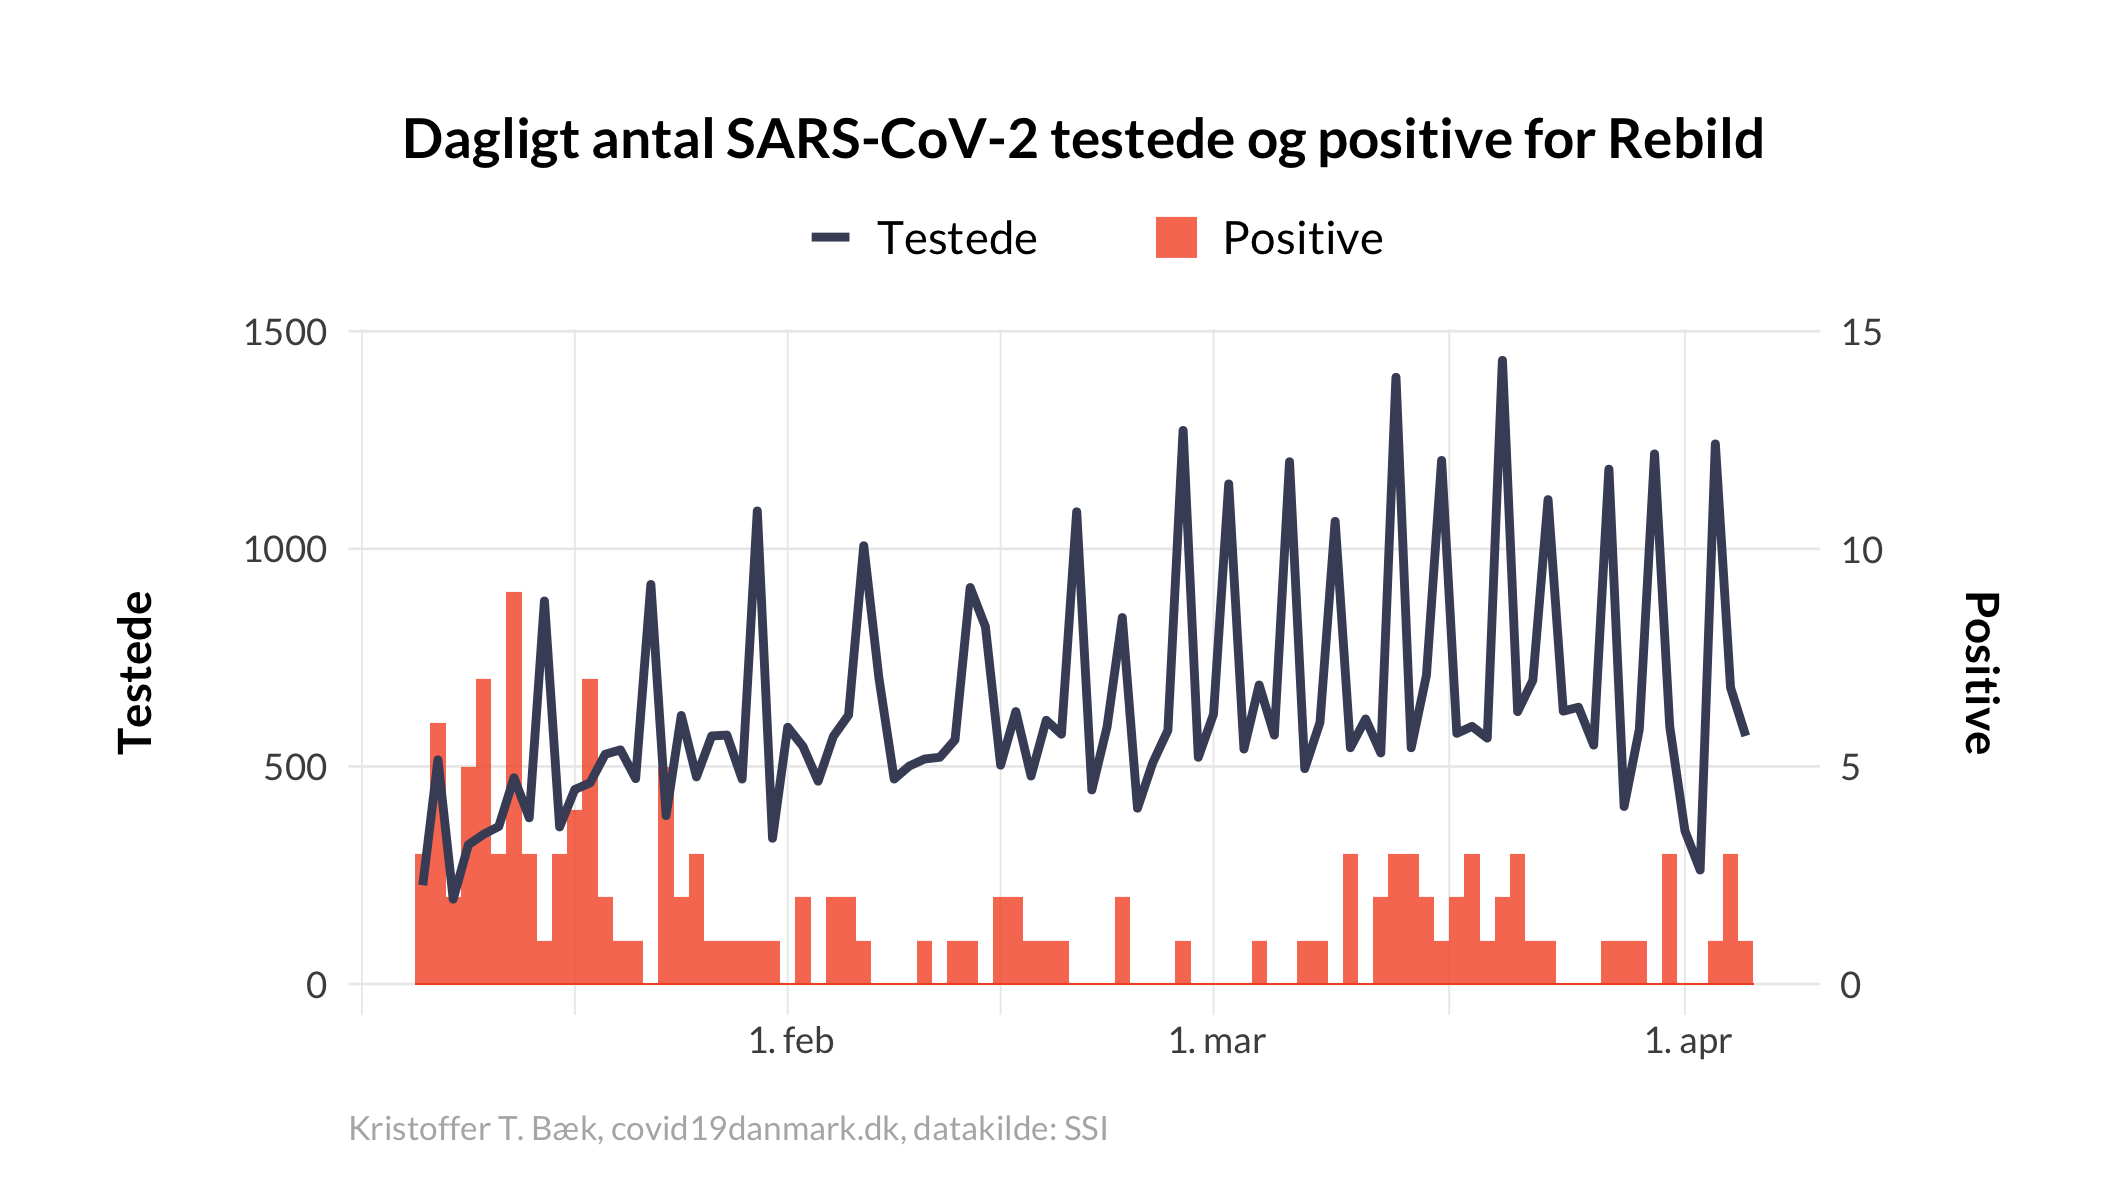 Dagligt antal SARS-CoV-2 testede og positive for Rebild
Testede Positive
1500 15
1000 10
500 5
0 0
Testede
Positive
1. feb 1. mar 1. apr
Kristoffer T. Bæk, covid19danmark.dk, datakilde: SSI